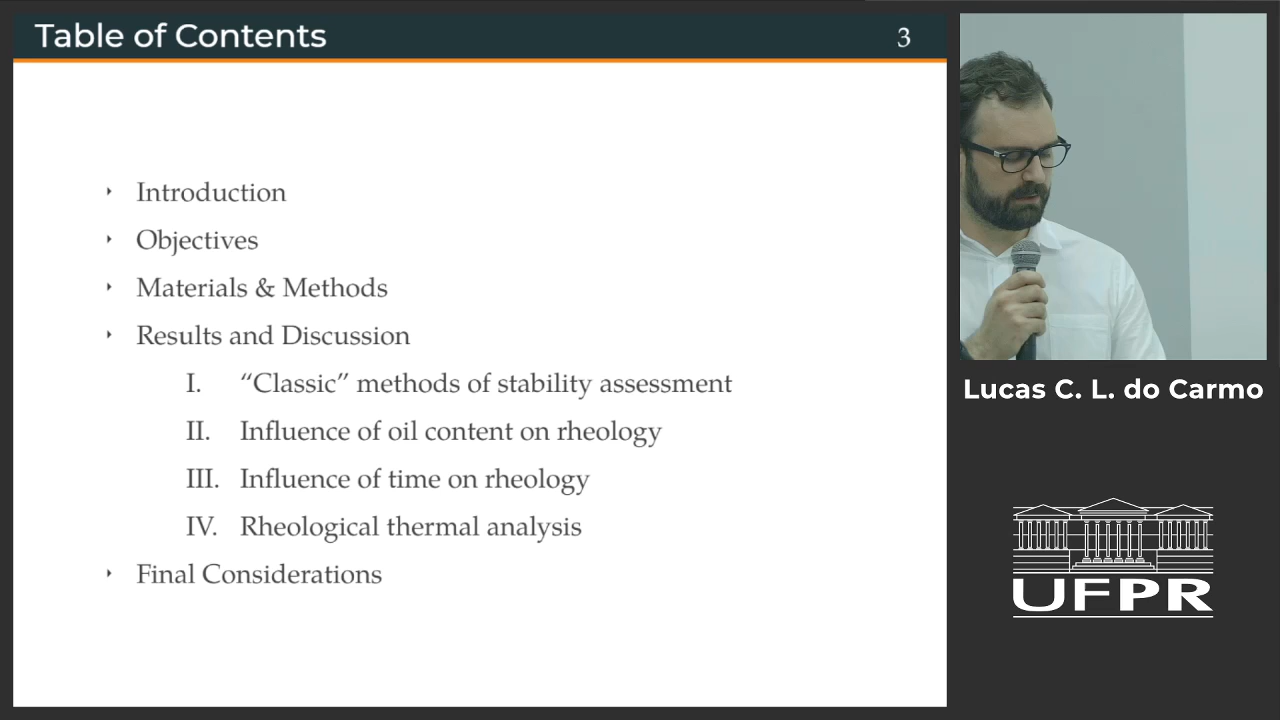 Table of Contents
3
‣ Introduction
‣ Objectives
‣ Materials & Methods
‣ Results and Discussion
I. “Classic” methods of stability assessment
II. Influence of oil content on rheology
III. Influence of time on rheology
IV. Rheological thermal analysis
‣ Final Considerations
Lucas C. L. do Carmo
UFPR